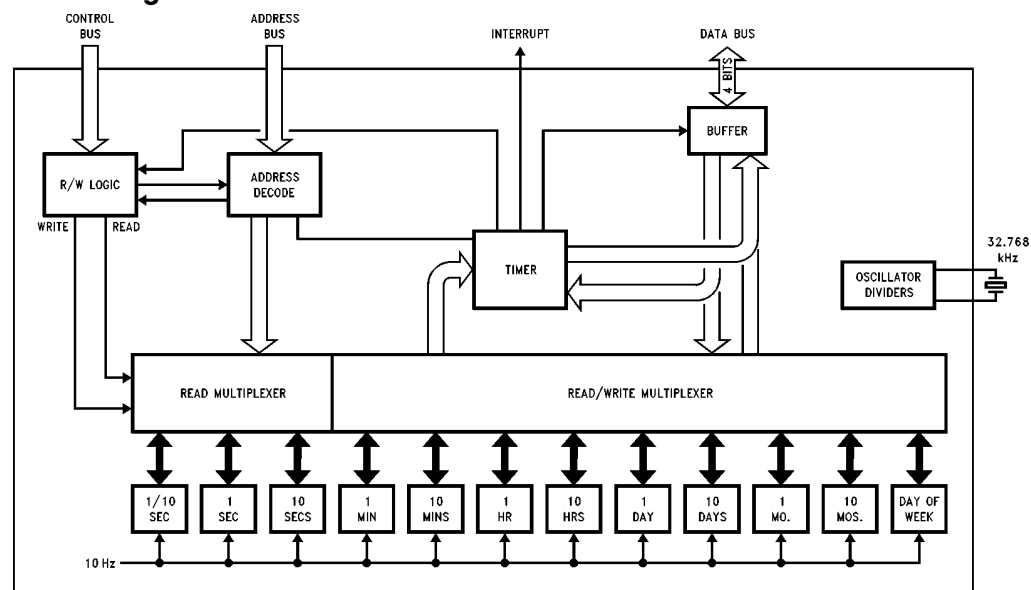 CONTROL
BUS
ADDRESS
BUS
INTERRUPT
DATA BUS
4 BITS
BUFFER
R/W LOGIC
ADDRESS
DECODE
WRITE
READ
TIMER
OSCILLATOR
DIVIDERS
32.768
kHz
READ MULTIPLEXER
READ/WRITE MULTIPLEXER
1/10
SEC
1
SEC
10
SECS
1
MIN
10
MINS
1
HR
10
HRS
1
DAY
10
DAYS
1
MO.
10
MOS.
DAY OF
WEEK
10 Hz